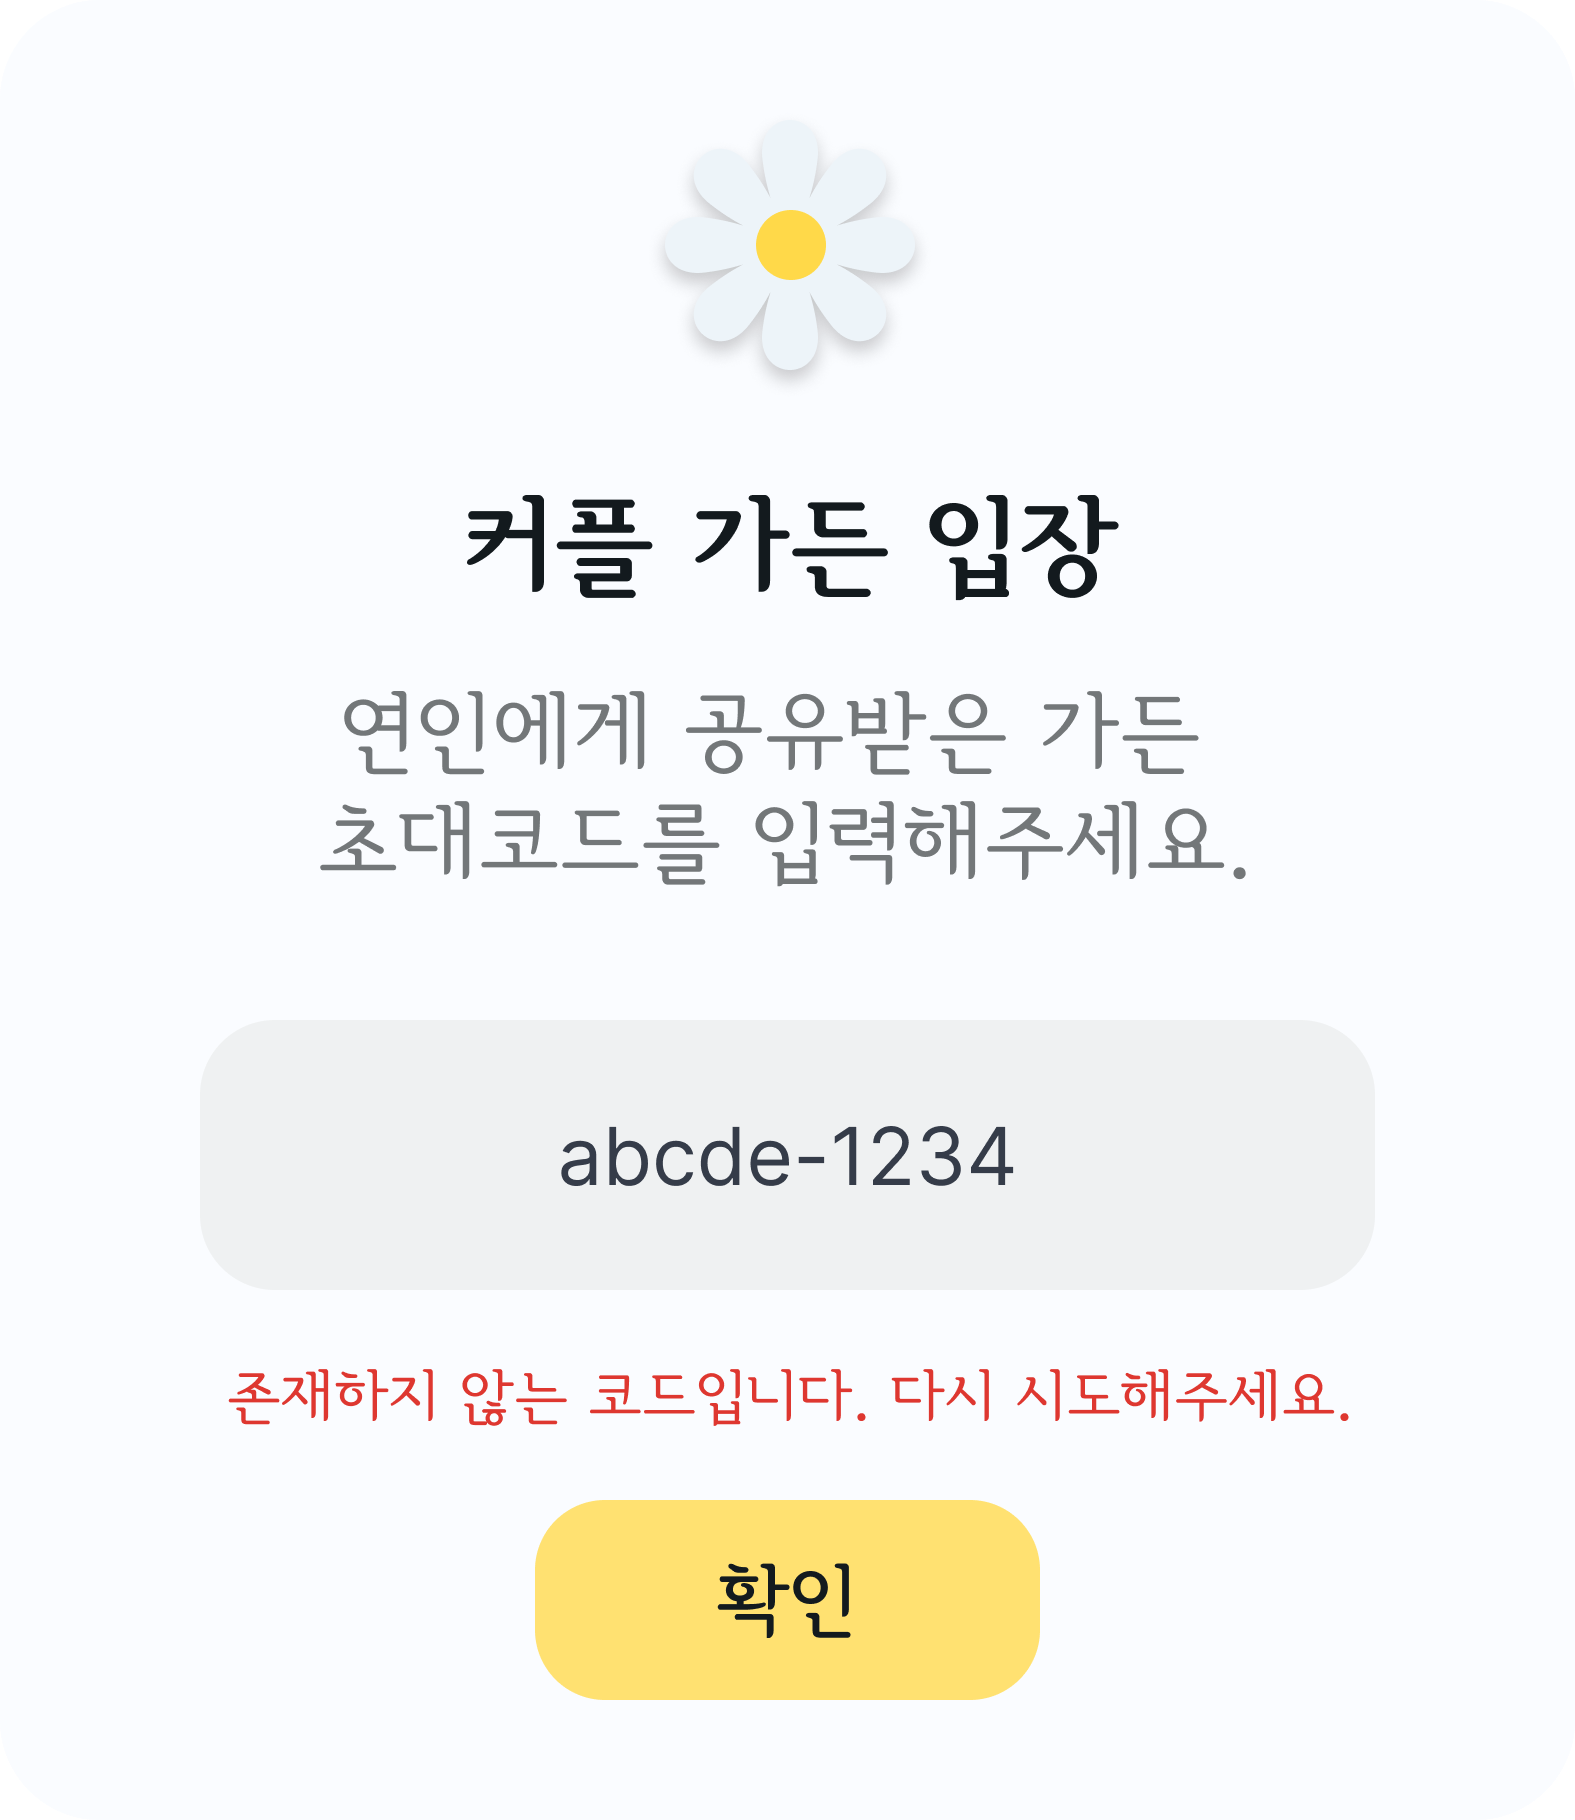 커플 가든 입장
연인에게 공유받은 가든
초대코드를 입력해주세요.
abcde-1234
존재하지 않는 코드입니다. 다시 시도해주세요.
확인